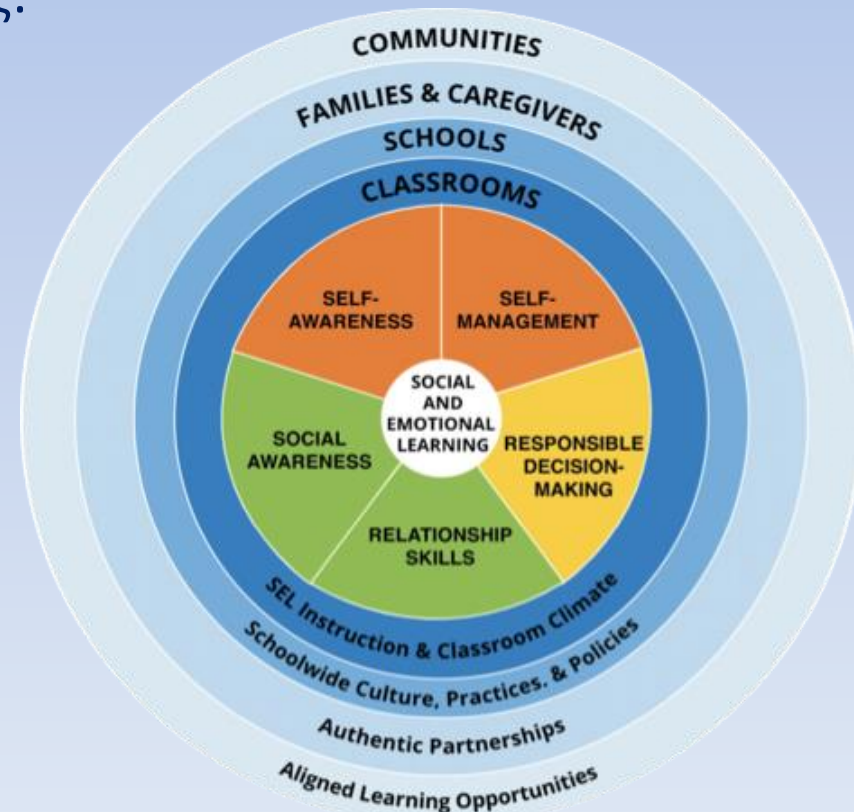 s.
COMMUNITIES
FAMILIES & CAREGIVERS
SCHOOLS
CLASSROOMS
SELF-
AWARENESS
SELF-
MANAGEMENT
SOCIAL
AND
EMOTIONAL
LEARNING
SOCIAL
AWARENESS
RESPONSIBLE
DECISION-
MAKING
RELATIONSHIP
SKILLS
SEL Instruction & Classroom Climate
Schoolwide Culture, Practices. & Policies
Authentic Partnerships
Aligned Learning Opportunities